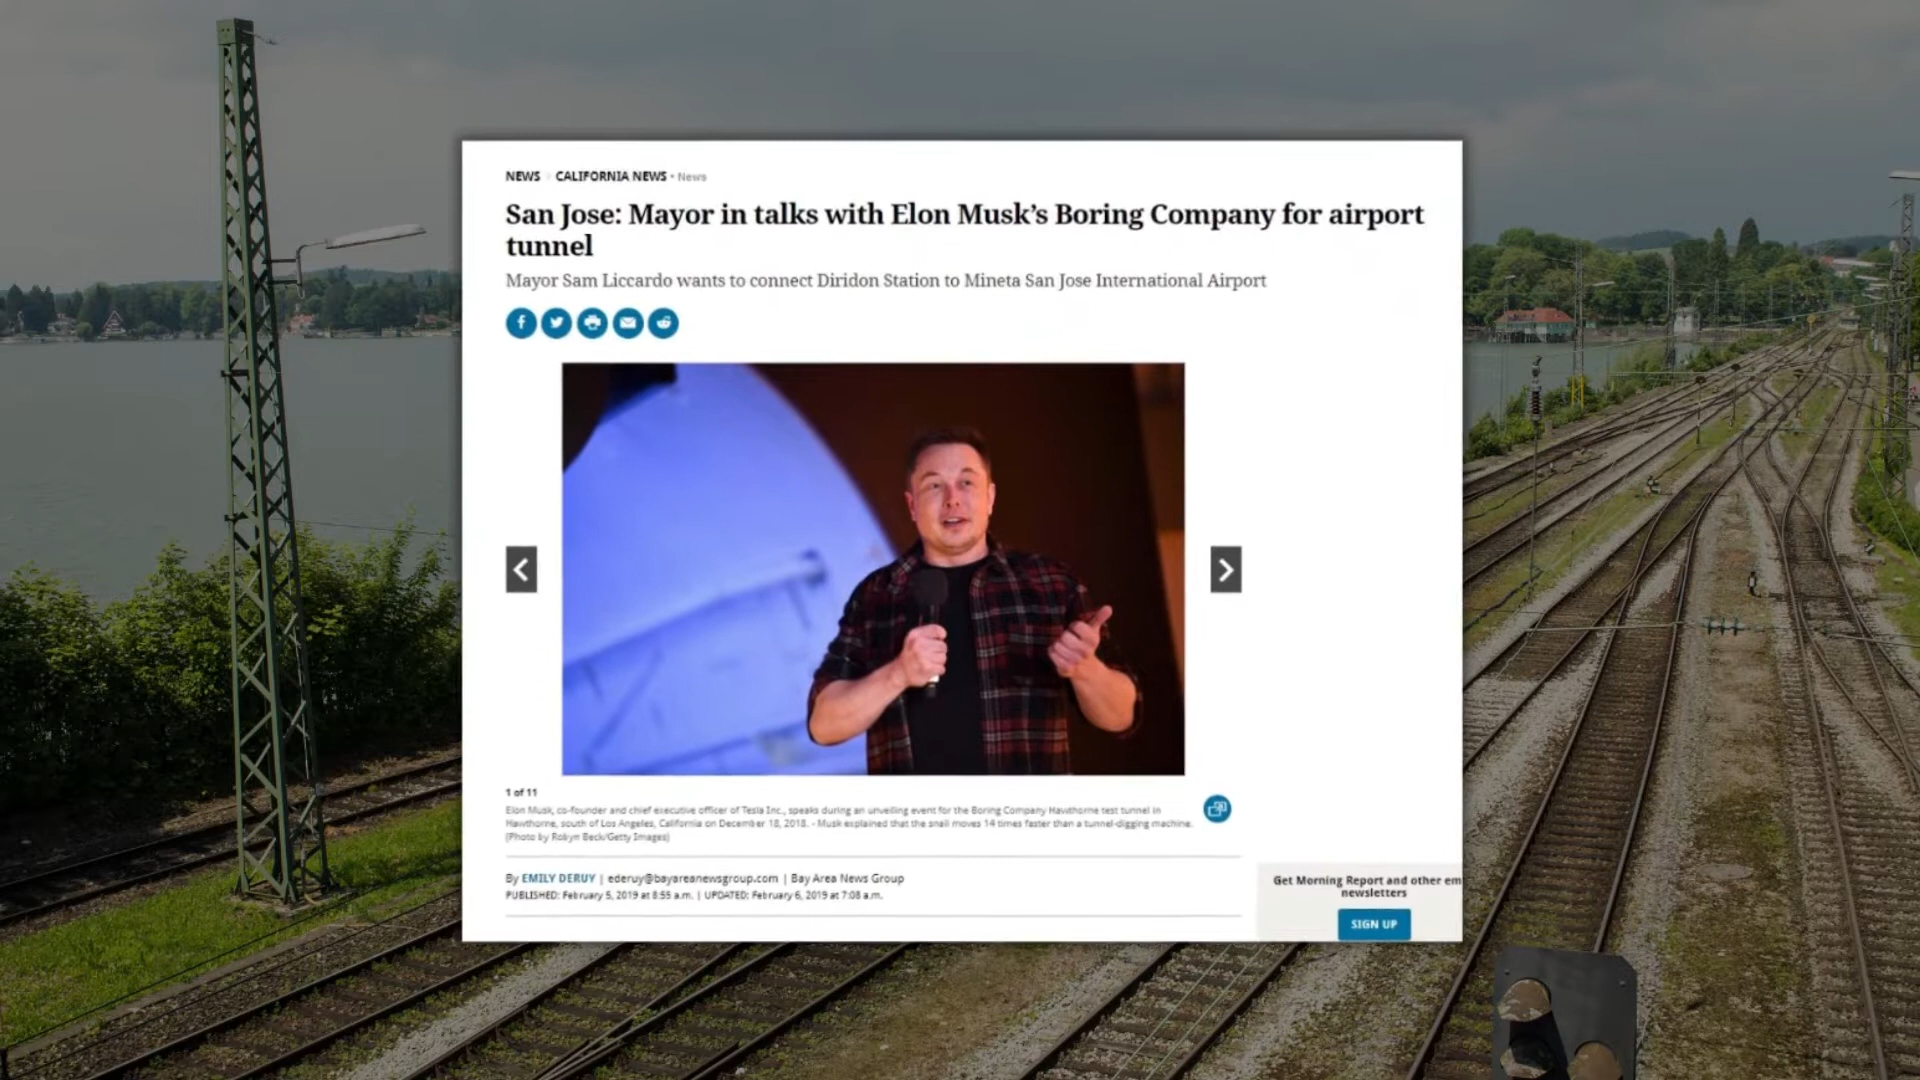 NEWS CALIFORNIA NEWS • News
San Jose: Mayor in talks with Elon Musk’s Boring Company for airport
tunnel
Mayor Sam Liccardo wants to connect Diridon Station to Mineta San Jose International Airport
1 of 11
Elon Musk, co-founder and chief executive officer of Tesla Inc., speaks during an unveiling event for the Boring Company Hawthorne test tunnel in
Hawthorne, south of Los Angeles, California on December 18, 2018. - Musk explained that the snail moves 14 times faster than a tunnel-digging machine.
(Photo by Robyn Beck/Getty Images)
By EMILY DERUY | ederuy@bayareanewsgroup.com | Bay Area News Group
PUBLISHED: February 5, 2019 at 8:55 a.m. | UPDATED: February 6, 2019 at 7:08 a.m.
Get Morning Report and other em
newsletters
SIGN UP